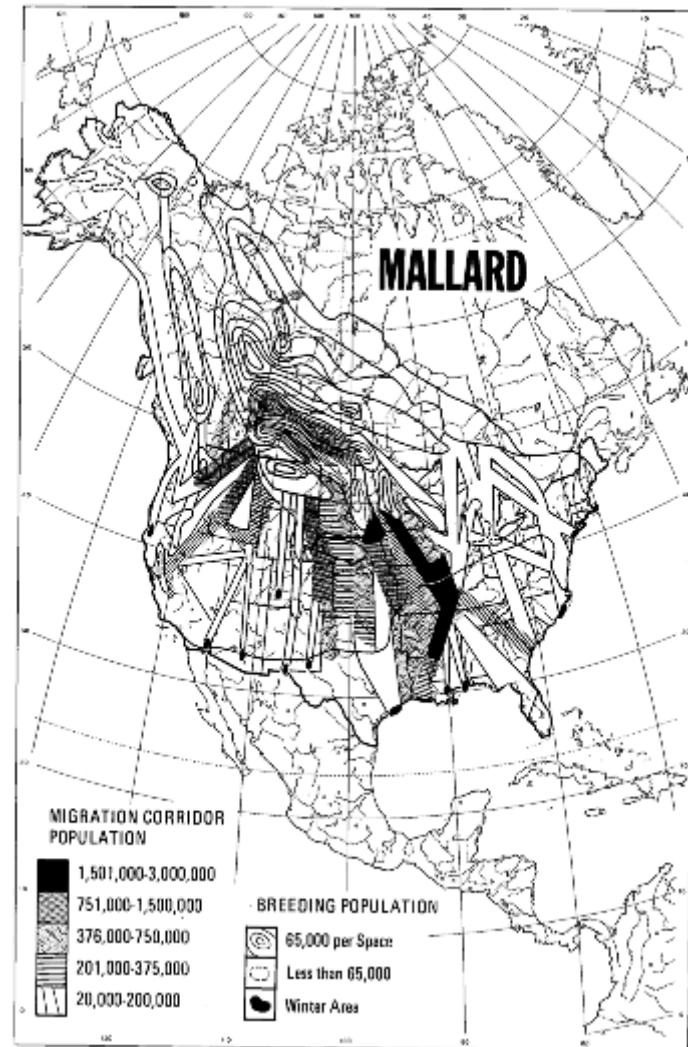 MALLARD
MIGRATION CORRIDOR
POPULATION
1,501,000-3,000,000
751,000-1,500,000
376,000-750,000
201,000-375,000
20,000-200,000
BREEDING POPULATION
65,000 per Space
Less than 65,000
Winter Area